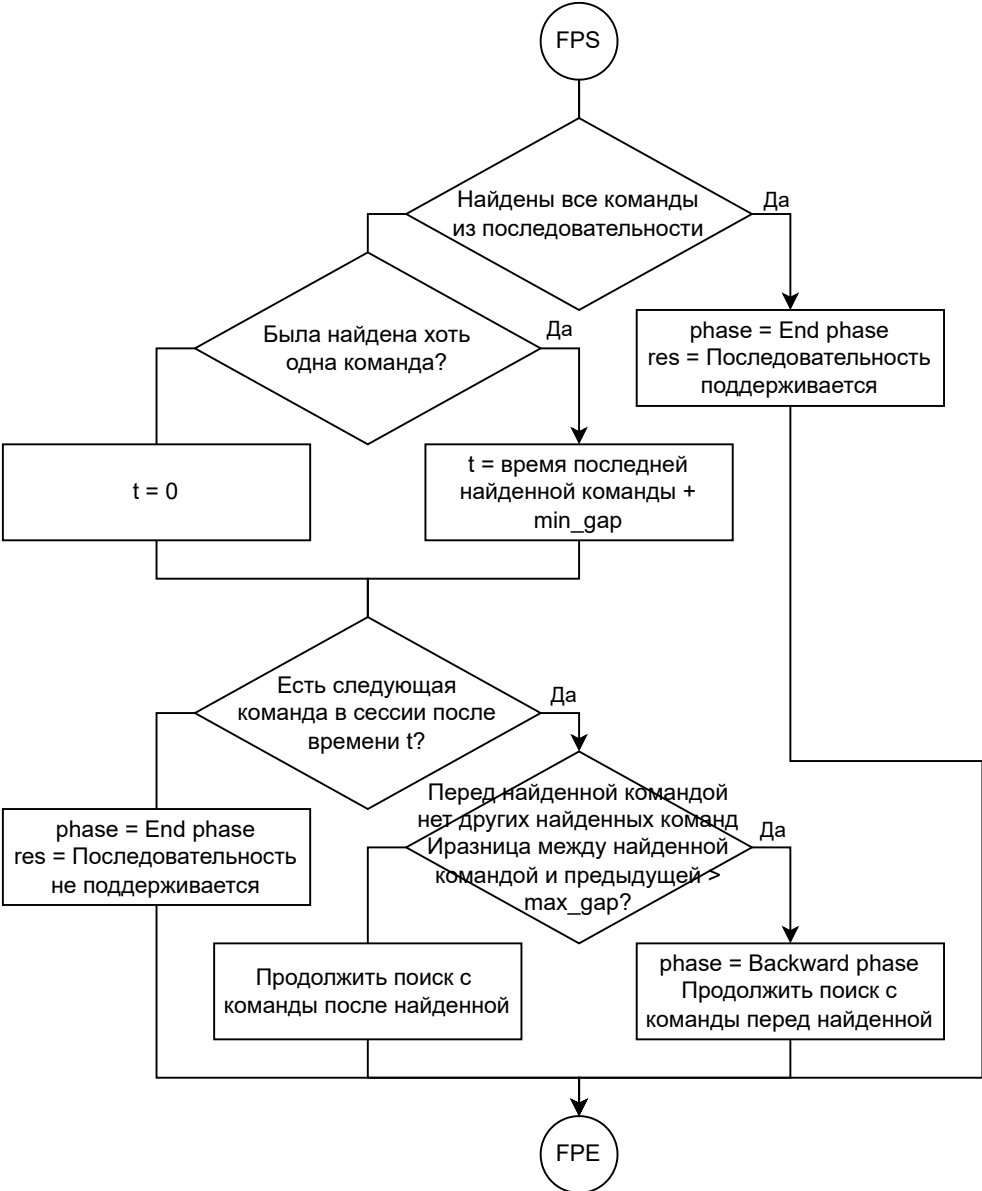 FPS
Найдены все команды
из последовательности
Да
Была найдена хоть
одна команда?
Да
phase = End phase
res = Последовательность
поддерживается
t = 0
t = время последней
найденной команды +
min_gap
Есть следующая
команда в сессии после
времени t?
Да
Перед найденной командой
нет других найденных команд
Иразница между найденной
командой и предыдущей >
max_gap?
Да
phase = End phase
res = Последовательность
не поддерживается
Продолжить поиск с
команды после найденной
phase = Backward phase
Продолжить поиск с
команды перед найденной
FPE